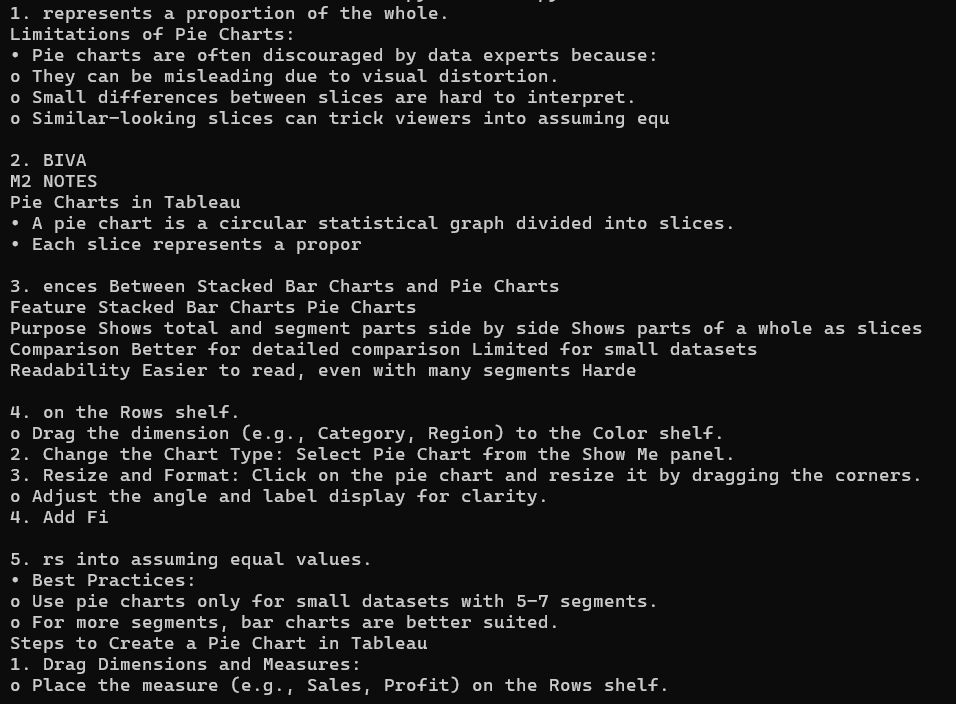 1. represents a proportion of the whole.
Limitations of Pie Charts:
• Pie charts are often discouraged by data experts because:
o They can be misleading due to visual distortion.
o Small differences between slices are hard to interpret.
o Similar-looking slices can trick viewers into assuming equ
2. BIVA
M2 NOTES
Pie Charts in Tableau
• A pie chart is a circular statistical graph divided into slices.
• Each slice represents a propor
3. ences Between Stacked Bar Charts and Pie Charts
Feature Stacked Bar Charts Pie Charts
Purpose Shows total and segment parts side by side Shows parts of a whole as slices
Comparison Better for detailed comparison Limited for small datasets
Readability Easier to read, even with many segments Harde
4. on the Rows shelf.
o Drag the dimension (e.g., Category, Region) to the Color shelf.
2. Change the Chart Type: Select Pie Chart from the Show Me panel.
3. Resize and Format: Click on the pie chart and resize it by dragging the corners.
o Adjust the angle and label display for clarity.
4. Add Fi
5. rs into assuming equal values.
• Best Practices:
o Use pie charts only for small datasets with 5-7 segments.
o For more segments, bar charts are better suited.
Steps to Create a Pie Chart in Tableau
1. Drag Dimensions and Measures:
o Place the measure (e.g., Sales, Profit) on the Rows shelf.